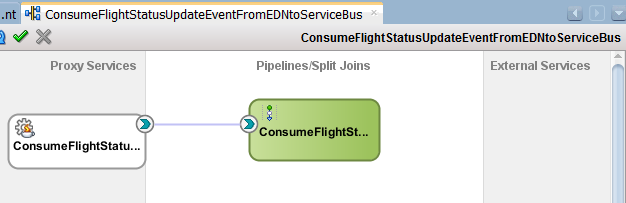 .nt
ConsumeFlightStatusUpdateEventFromEDNtoServiceBus
ConsumeFlightStatusUpdateEventFromEDNtoServiceBus
Proxy Services
Pipelines/Split Joins
External Services
ConsumeFlightStatu...
ConsumeFlightSt...